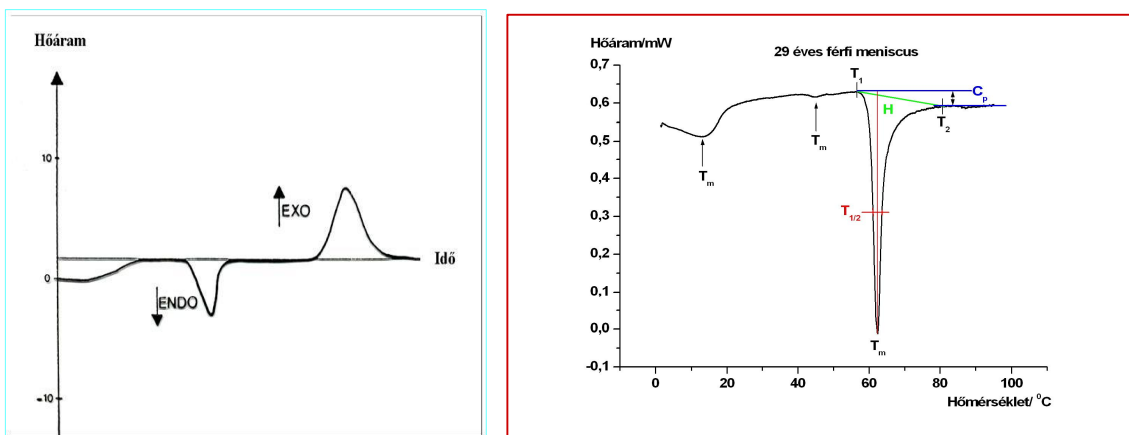 Hőáram
10
EXO
Idő
0
ENDO
-10
Hőáram/mW
29 éves férfi meniscus
0,7
0,6
0,5
0,4
0,3
0,2
0,1
0,0
-0,1
T1
Cp
H
T2
Tm
Tm
T1/2
Tm
0 20 40 60 80 100
Hőmérséklet/ ⁰C